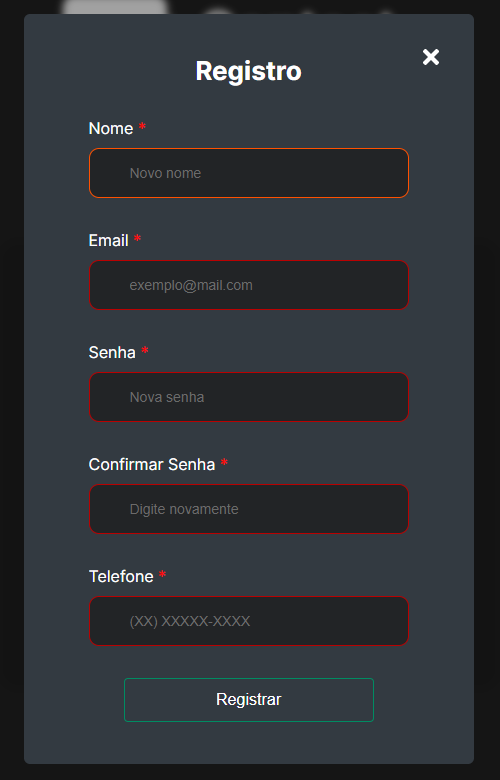 Registro
Nome *
Novo nome
Email *
exemplo@mail.com
Senha *
Nova senha
Confirmar Senha *
Digite novamente
Telefone *
(XX) XXXXX-XXXX
Registrar